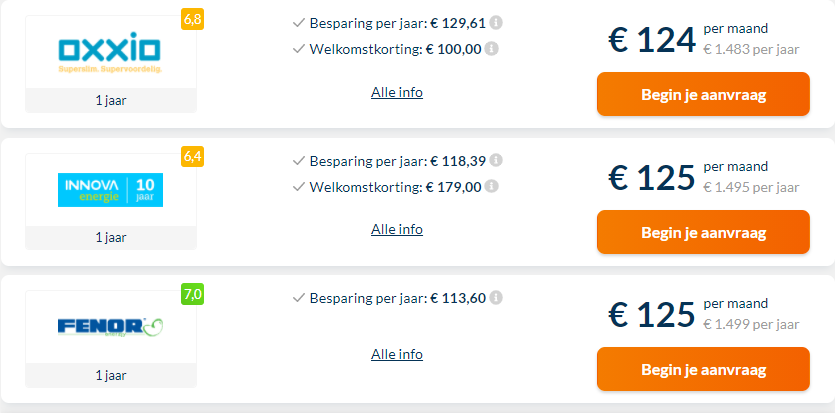 6,8
oxxio
Superslim. Supervoordelig.
1 jaar
Besparing per jaar: € 129,61
Welkomstkorting: € 100,00
Alle info
€ 124 per maand
€ 1.483 per jaar
Begin je aanvraag
6,4
INNOVA 10
energie jaar
1 jaar
Besparing per jaar: € 118,39
Welkomstkorting: € 179,00
Alle info
€ 125 per maand
€ 1.495 per jaar
Begin je aanvraag
7,0
FENOR
1 jaar
Besparing per jaar: € 113,60
Alle info
€ 125 per maand
€ 1.499 per jaar
Begin je aanvraag